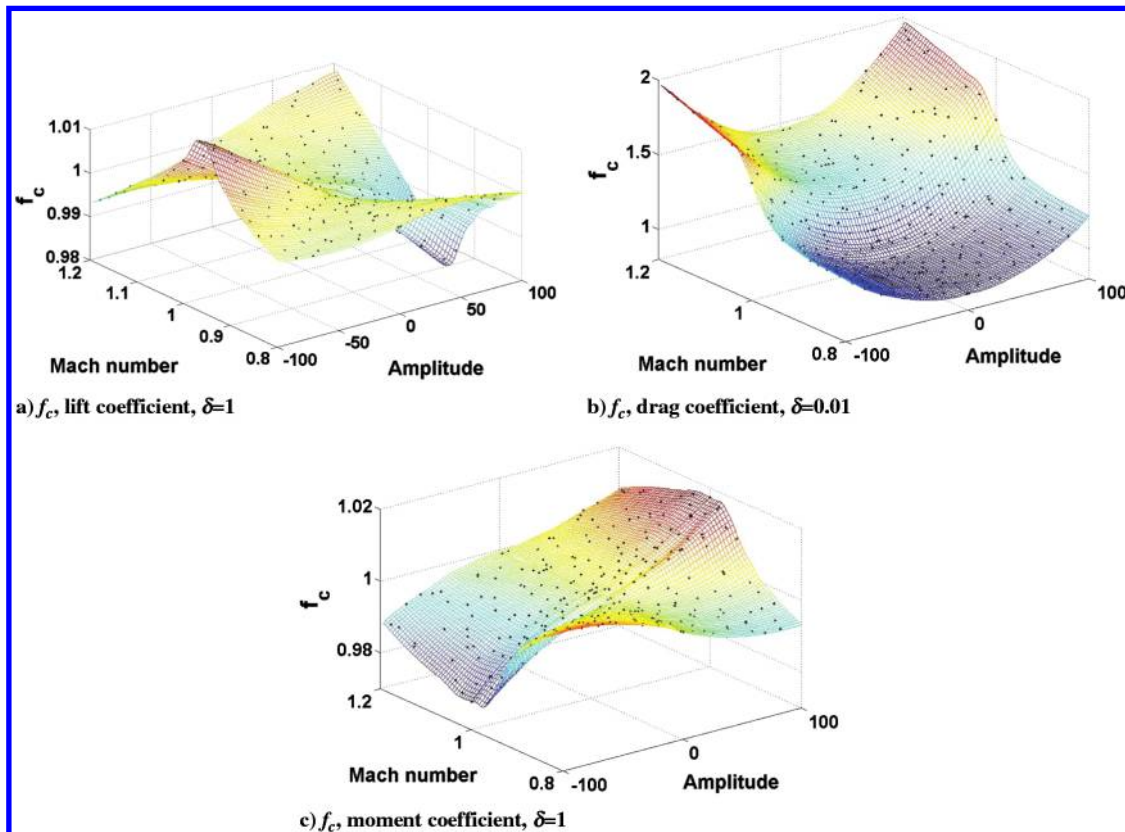 1.01
1
0.99
0.98
f_c
1.2
1.1
1
0.9
0.8
Mach number
-100
-50
0
50
100
Amplitude
a) f_c, lift coefficient, δ=1
2
1.5
1
f_c
1.2
1
0.8
Mach number
-100
0
100
Amplitude
b) f_c, drag coefficient, δ=0.01
1.02
1
0.98
f_c
1.2
1
0.8
Mach number
-100
0
100
Amplitude
c) f_c, moment coefficient, δ=1